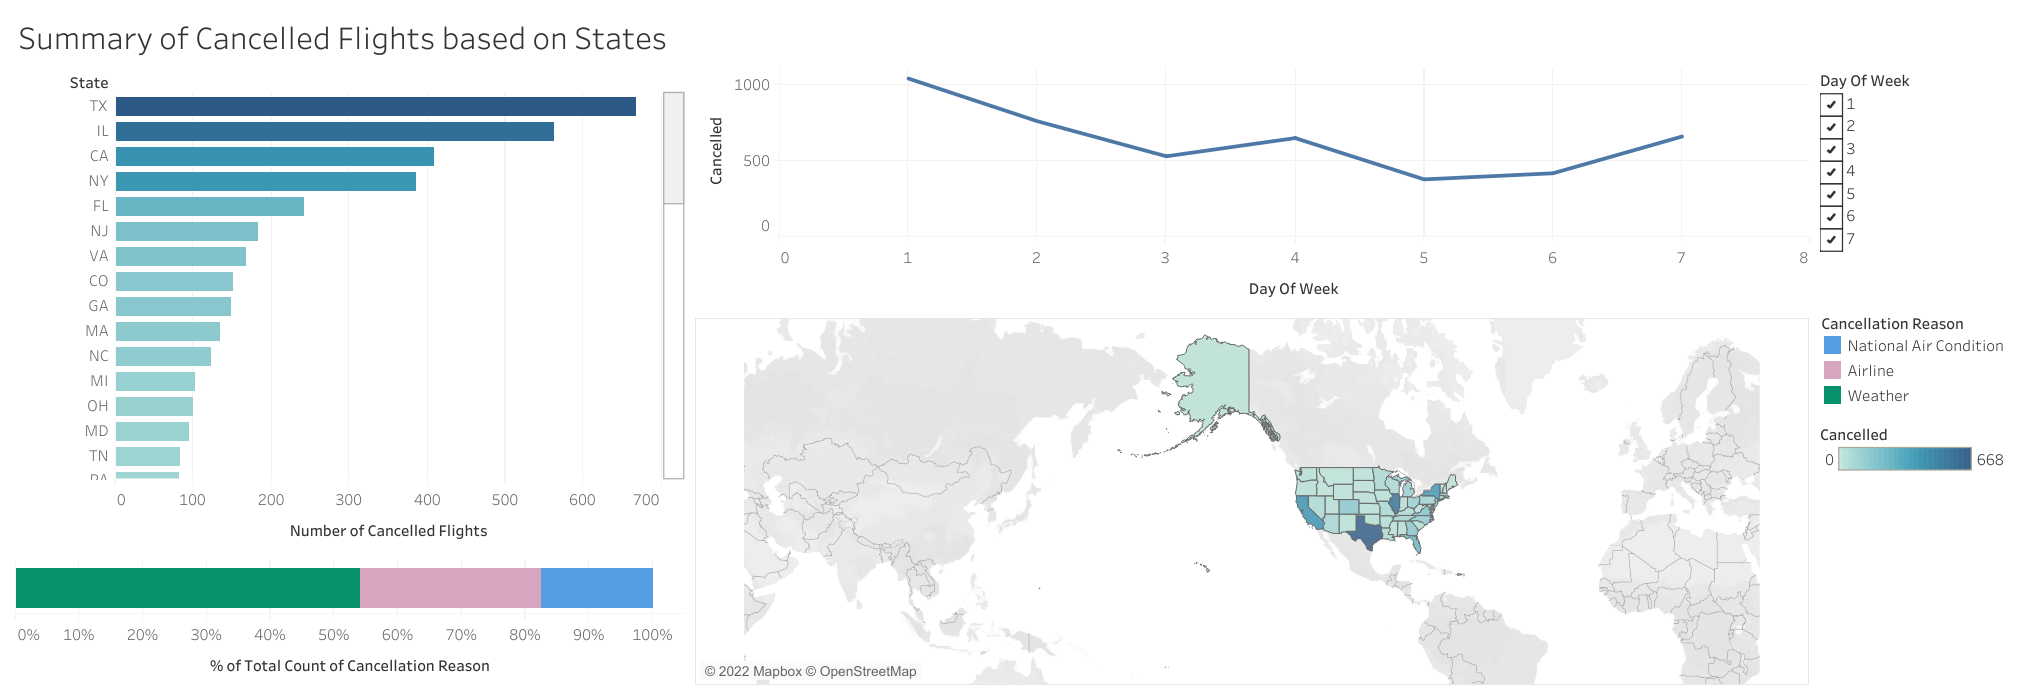 Summary of Cancelled Flights based on States
State
TX
IL
CA
NY
FL
NJ
VA
CO
GA
MA
NC
MI
OH
MD
TN
0 100 200 300 400 500 600 700
Number of Cancelled Flights
0% 10% 20% 30% 40% 50% 60% 70% 80% 90% 100%
% of Total Count of Cancellation Reason
Cancelled
1000
500
0
0 1 2 3 4 5 6 7 8
Day Of Week
© 2022 Mapbox © OpenStreetMap
Day Of Week
1
2
3
4
5
6
7
Cancellation Reason
National Air Condition
Airline
Weather
Cancelled
0 668